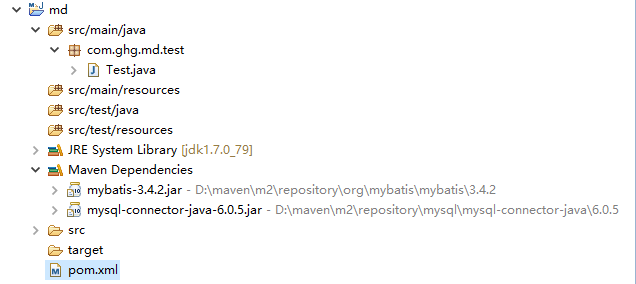 md
src/main/java
com.ghg.md.test
Test.java
src/main/resources
src/test/java
src/test/resources
JRE System Library [jdk1.7.0_79]
Maven Dependencies
mybatis-3.4.2.jar - D:\maven\m2\repository\org\mybatis\mybatis\3.4.2
mysql-connector-java-6.0.5.jar - D:\maven\m2\repository\mysql\mysql-connector-java\6.0.5
src
target
pom.xml